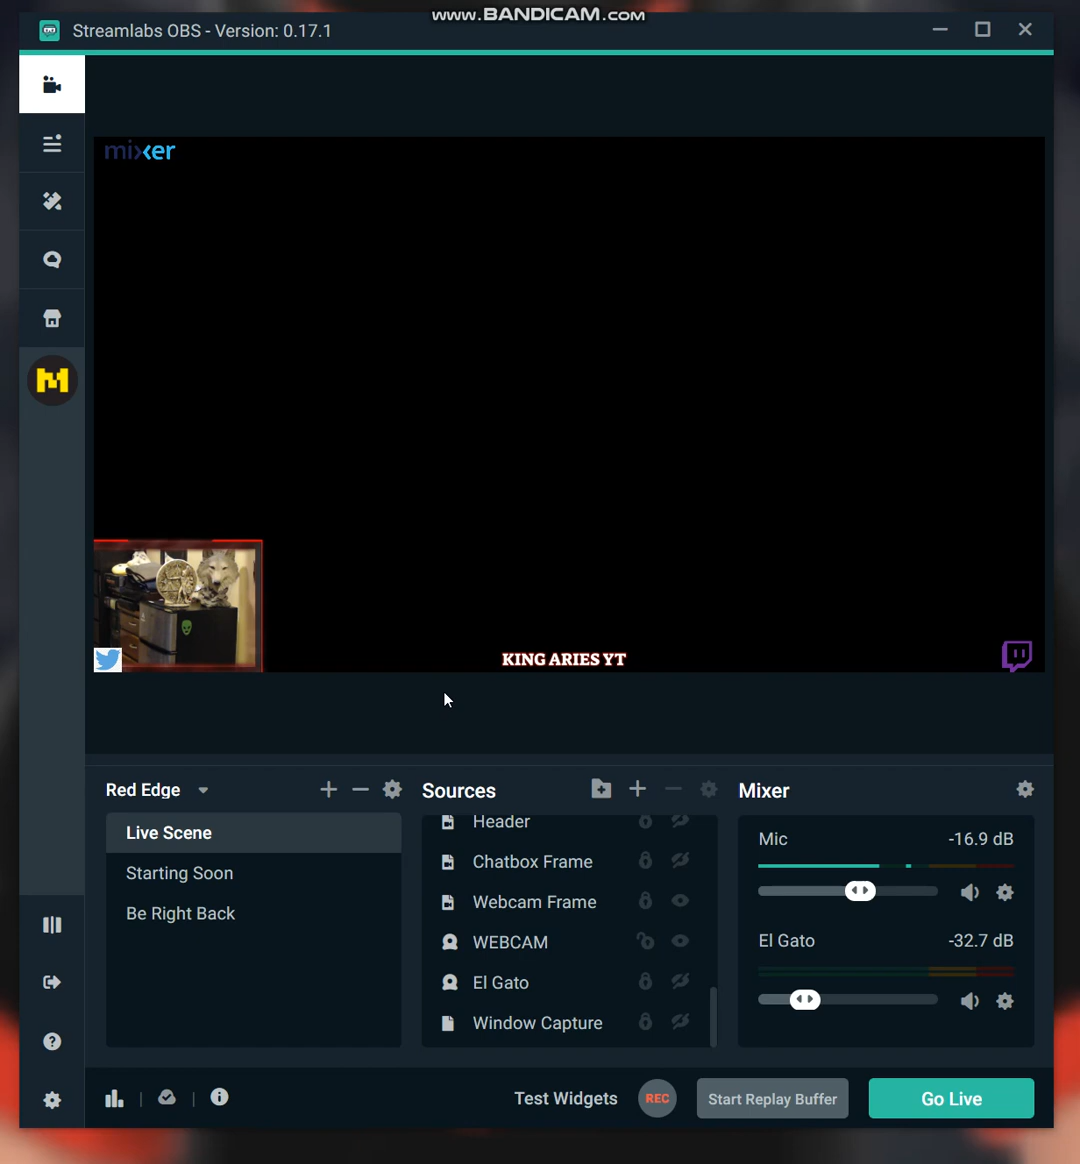 www.BANDICAM.com
Streamlabs OBS - Version: 0.17.1
mixer
KING ARIES YT
Red Edge
Live Scene
Starting Soon
Be Right Back
Sources
Header
Chatbox Frame
Webcam Frame
WEBCAM
El Gato
Window Capture
Mixer
Mic -16.9 dB
El Gato -32.7 dB
Test Widgets REC Start Replay Buffer Go Live